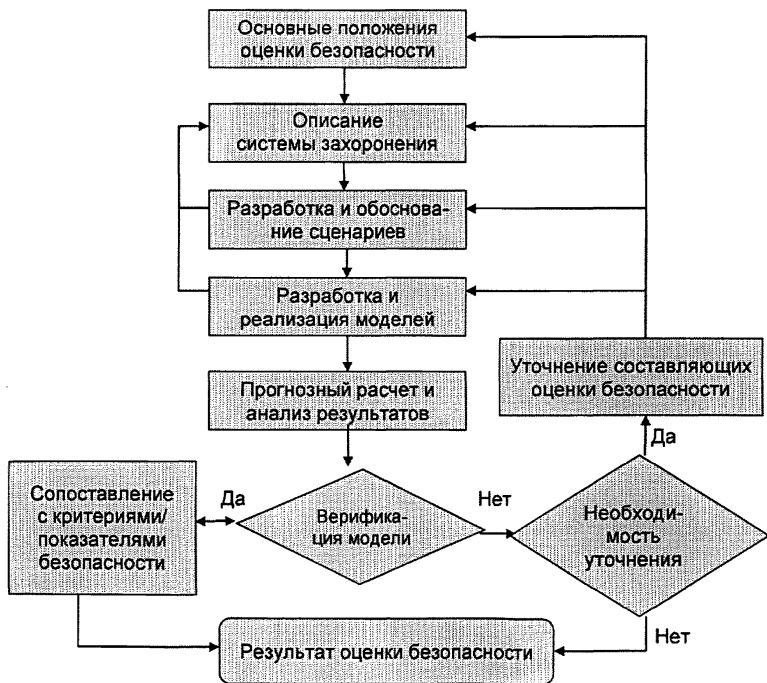 Основные положения
оценки безопасности
Описание
системы захоронения
Разработка и обоснова-
ние сценариев
Разработка и
реализация моделей
Прогнозный расчет и
анализ результатов
Уточнение составляющих
оценки безопасности
Да
Сопоставление
с критериями/
показателями
безопасности
Да
Верифика-
ция модели
Нет
Необходи-
мость
уточнения
Результат оценки безопасности
Нет